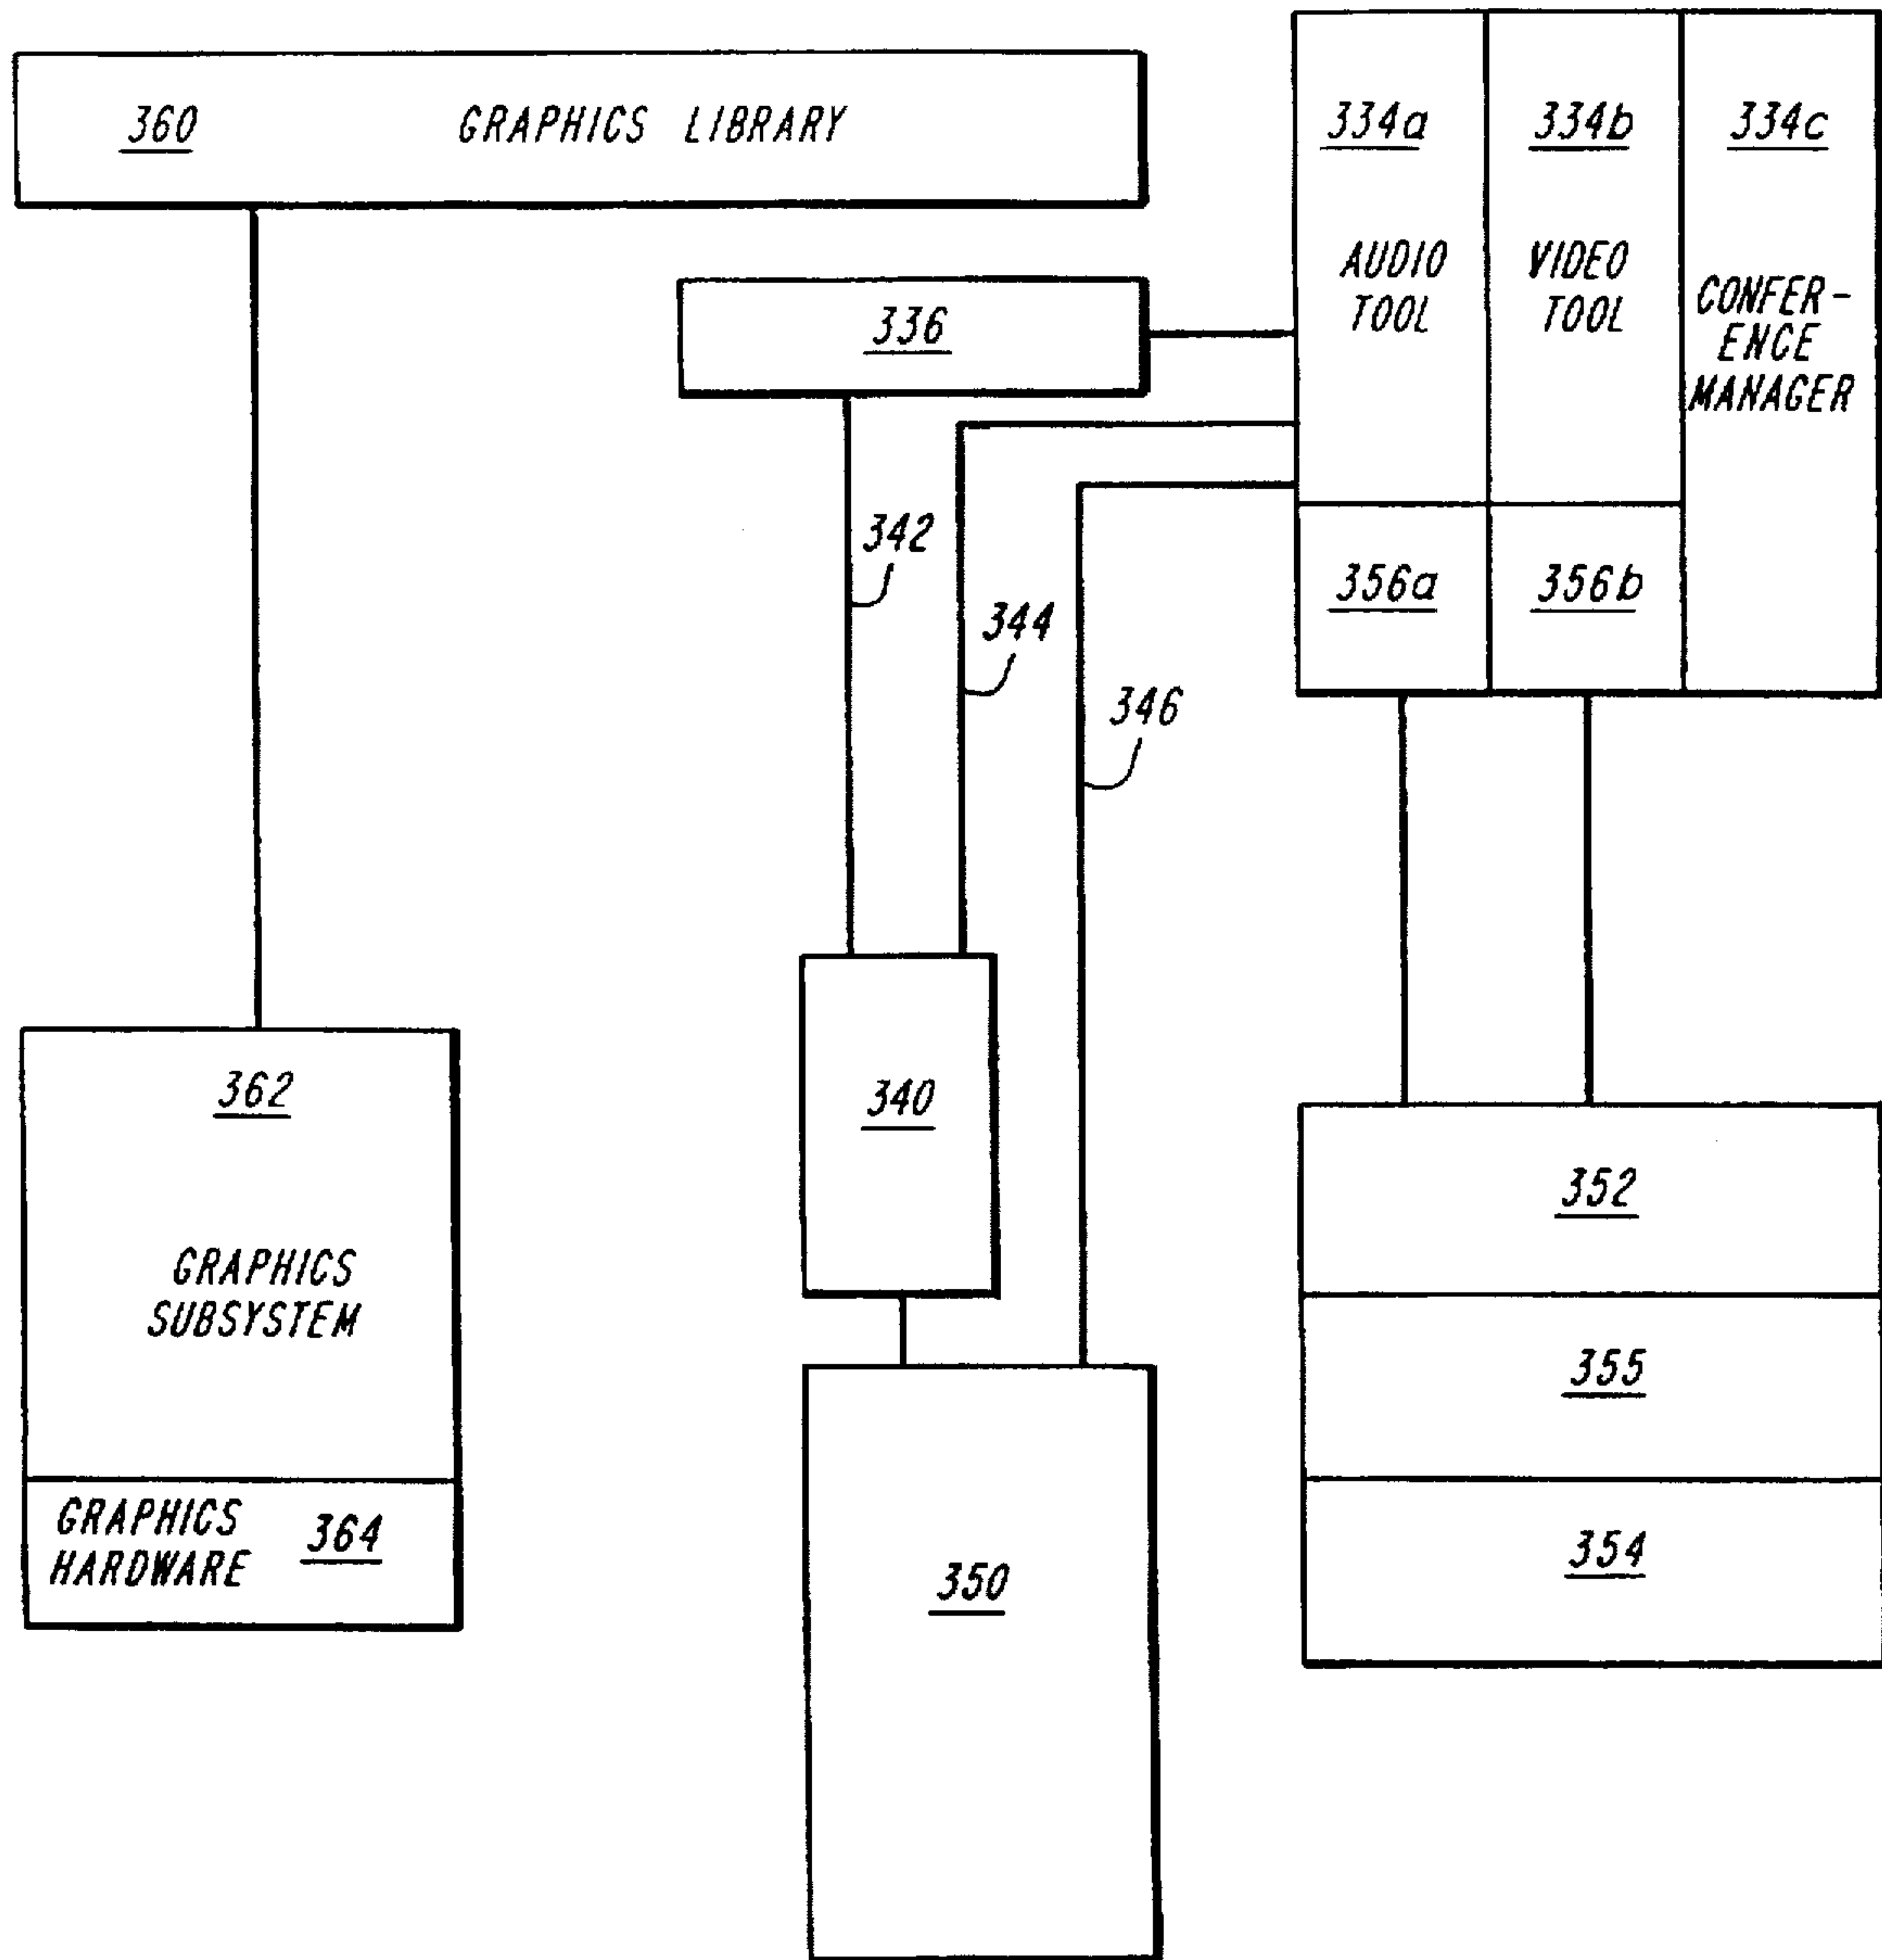 360 GRAPHICS LIBRARY
334a 334b 334c
AUDIO
TOOL
VIDEO
TOOL
CONFER-
ENCE
MANAGER
336
342
344
346
356a 356b
362
GRAPHICS
SUBSYSTEM
GRAPHICS
HARDWARE
364
340
350
352
355
354